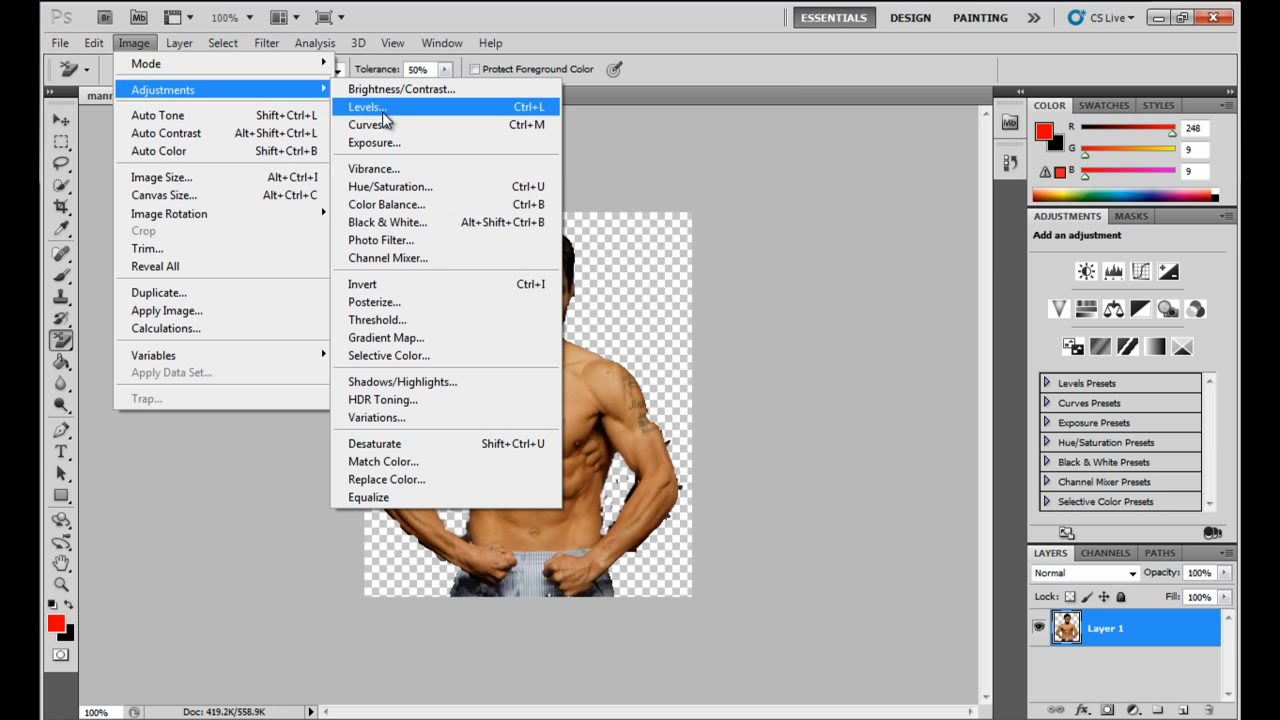 Ps Br Mb 100% ESSENTIALS DESIGN PAINTING CS Live
File Edit Image Layer Select Filter Analysis 3D View Window Help
Tolerance: 50% Protect Foreground Color
Mode
Adjustments
Auto Tone Shift+Ctrl+L
Auto Contrast Alt+Shift+Ctrl+L
Auto Color Shift+Ctrl+B
Image Size... Alt+Ctrl+I
Canvas Size... Alt+Ctrl+C
Image Rotation
Crop
Trim...
Reveal All
Duplicate...
Apply Image...
Calculations...
Variables
Apply Data Set...
Trap...
Brightness/Contrast...
Levels... Ctrl+L
Curves... Ctrl+M
Exposure...
Vibrance...
Hue/Saturation... Ctrl+U
Color Balance... Ctrl+B
Black & White... Alt+Shift+Ctrl+B
Photo Filter...
Channel Mixer...
Invert Ctrl+I
Posterize...
Threshold...
Gradient Map...
Selective Color...
Shadows/Highlights...
HDR Toning...
Variations...
Desaturate Shift+Ctrl+U
Match Color...
Replace Color...
Equalize
Mb
COLOR SWATCHES STYLES
R 248
G 9
B 9
ADJUSTMENTS MASKS
Add an adjustment
Levels Presets
Curves Presets
Exposure Presets
Hue/Saturation Presets
Black & White Presets
Channel Mixer Presets
Selective Color Presets
LAYERS CHANNELS PATHS
Normal Opacity: 100%
Lock: Fill: 100%
Layer 1
100% Doc: 419.2K/558.9K